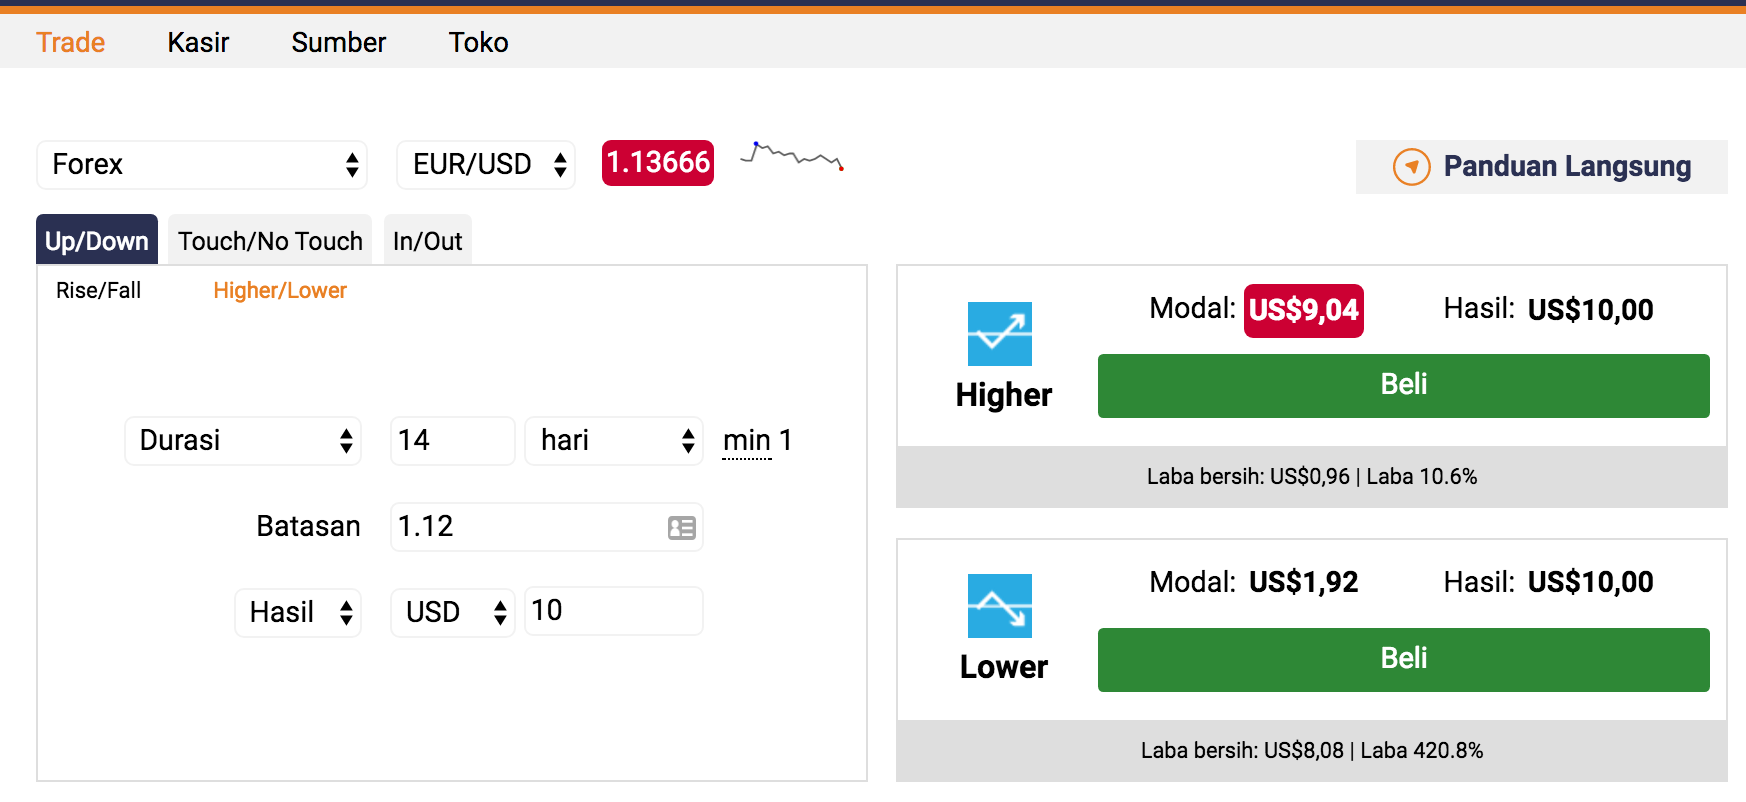 Trade Kasir Sumber Toko
Forex EUR/USD 1.13666
Panduan Langsung
Up/Down Touch/No Touch In/Out
Rise/Fall Higher/Lower
Durasi 14 hari min 1
Batasan 1.12
Hasil USD 10
Modal: US$9,04 Hasil: US$10,00
Higher
Beli
Laba bersih: US$0,96 | Laba 10.6%
Modal: US$1,92 Hasil: US$10,00
Lower
Beli
Laba bersih: US$8,08 | Laba 420.8%